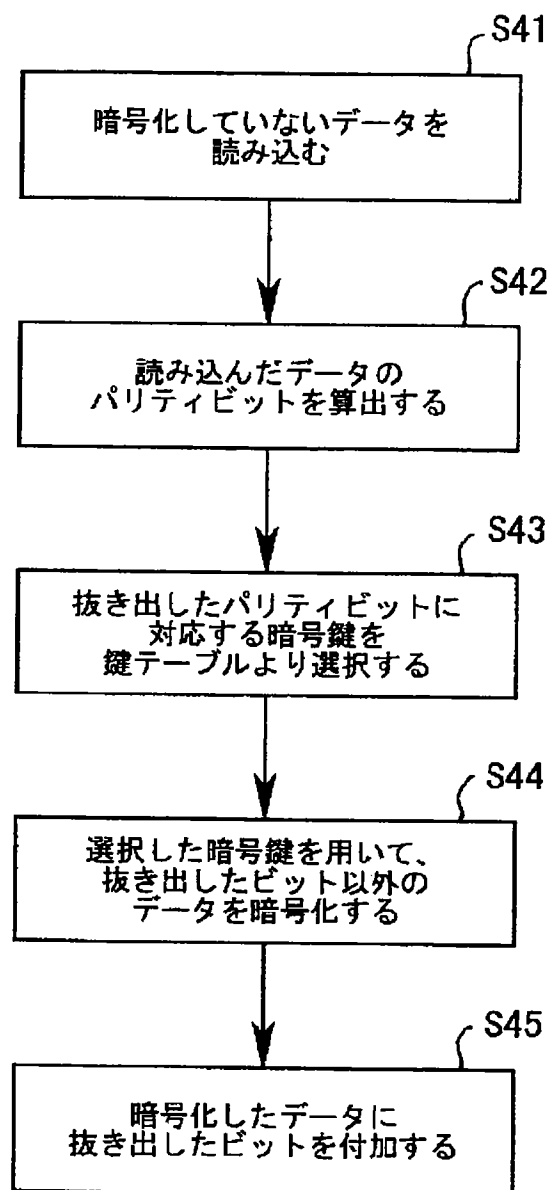 S41
暗号化していないデータを
読み込む
S42
読み込んだデータの
パリティビットを算出する
S43
抜き出したパリティビットに
対応する暗号鍵を
鍵テーブルより選択する
S44
選択した暗号鍵を用いて、
抜き出したビット以外の
データを暗号化する
S45
暗号化したデータに
抜き出したビットを付加する